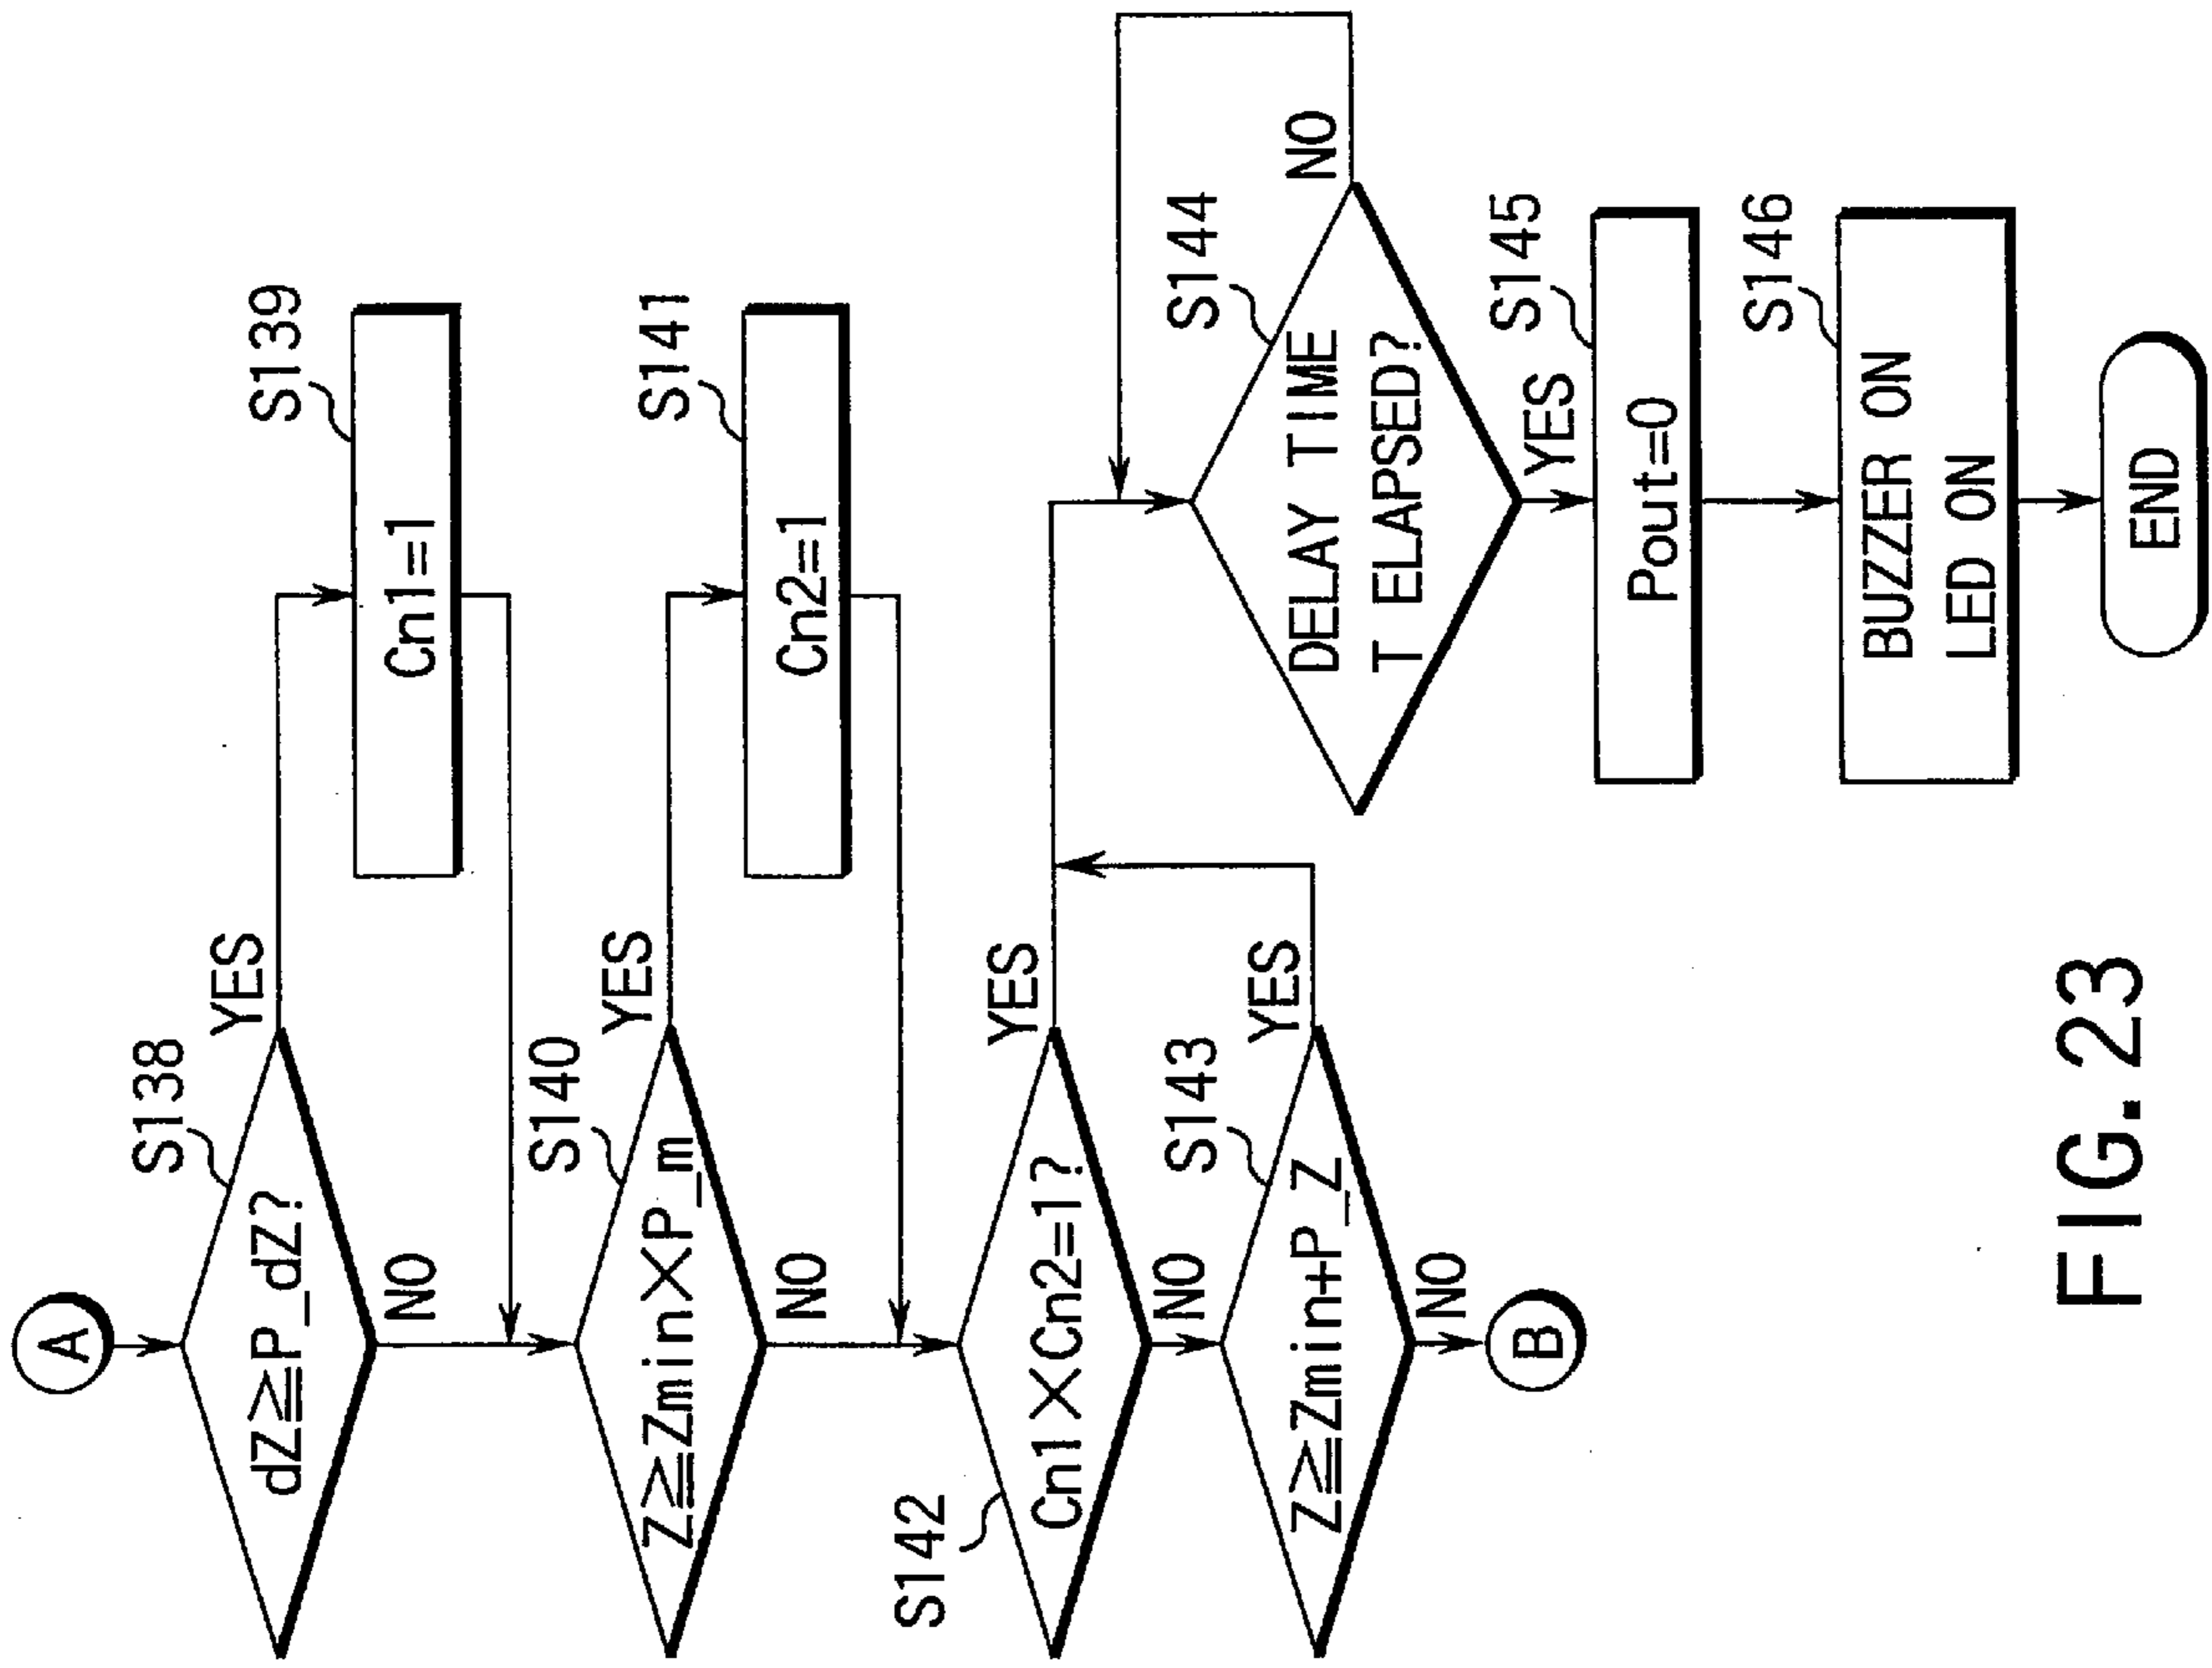 A
S138
dZ≧P_dZ?
YES
NO
S139
Cn1=1
S140
Z≧Zmin×P_m
YES
NO
S141
Cn2=1
S142
Cn1×Cn2=1?
YES
NO
S143
Z≧Zmin+P_Z
YES
NO
B
S144
DELAY TIME
T ELAPSED?
NO
YES
S145
Pout=0
S146
BUZZER ON
LED ON
END
FIG. 23